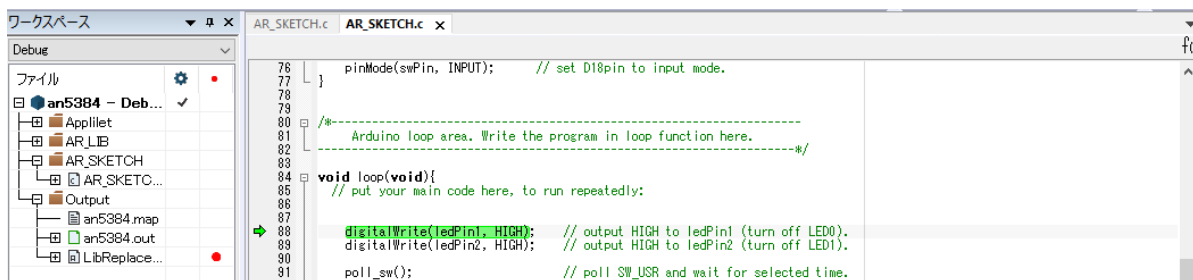 ワークスペース
Debug
ファイル
an5384 - Deb...
Applilet
AR_LIB
AR_SKETCH
AR_SKETC...
Output
an5384.map
an5384.out
LibReplace...
AR_SKETCH.c AR_SKETCH.c
76 pinMode(swPin, INPUT); // set D18pin to input mode.
77 }
78
79
80 /*----------------------------------------------------------------------
81 Arduino loop area. Write the program in loop function here.
82 ----------------------------------------------------------------------*/
83
84 void loop(void){
85 // put your main code here, to run repeatedly:
86
87
88 digitalWrite(ledPin1, HIGH); // output HIGH to ledPin1 (turn off LED0).
89 digitalWrite(ledPin2, HIGH); // output HIGH to ledPin2 (turn off LED1).
90
91 poll_sw(); // poll SW_USR and wait for selected time.